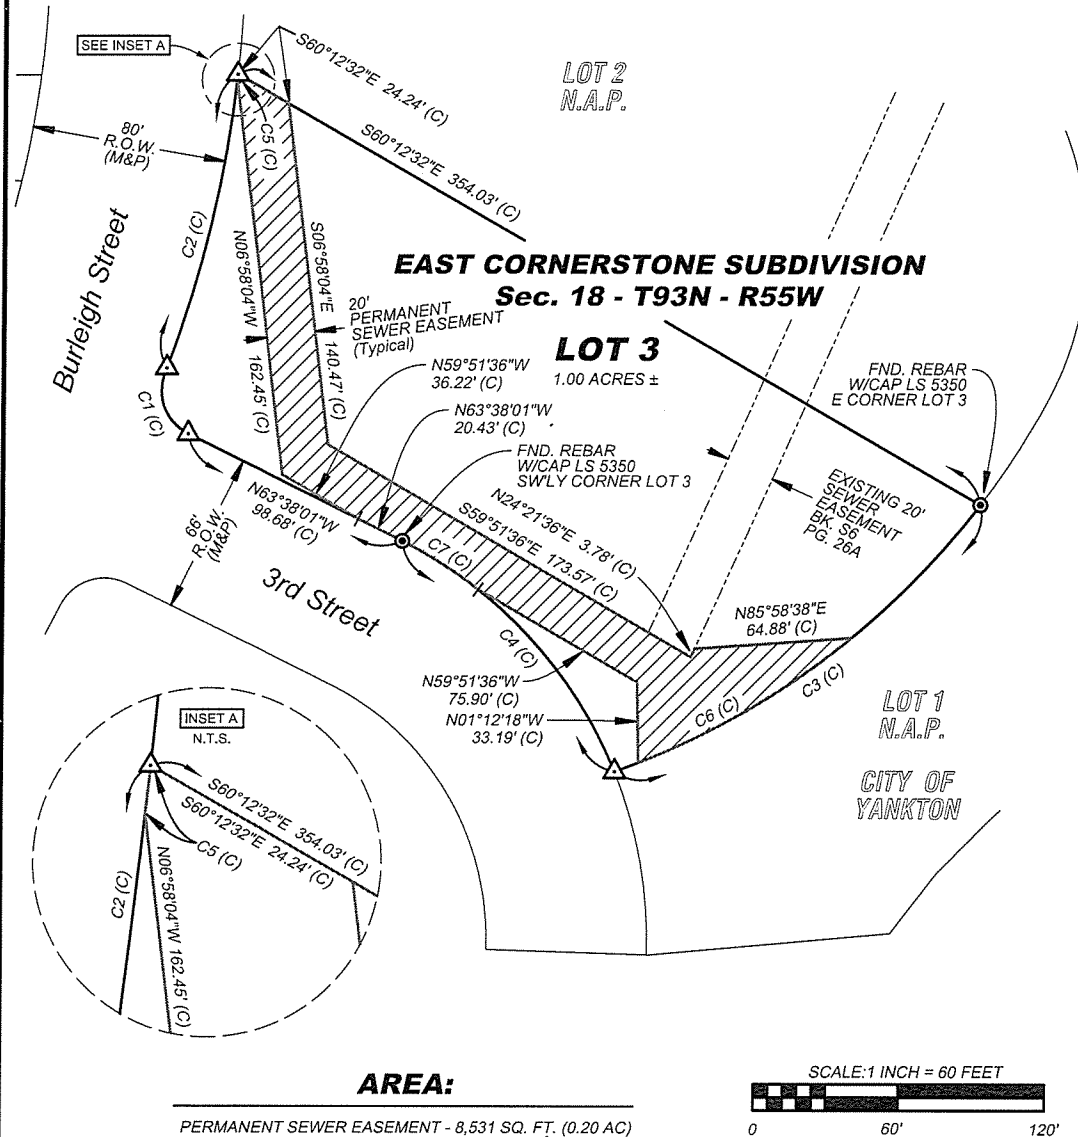 SEE INSET A
S60°12'32"E 24.24' (C)
LOT 2
N.A.P.
80'
R.O.W.
(M&P)
C5 (C)
S60°12'32"E 354.03' (C)
C2 (C)
Burleigh Street
N06°58'04"W 162.45' (C)
S06°58'04"E 140.47' (C)
EAST CORNERSTONE SUBDIVISION
Sec. 18 - T93N - R55W
20'
PERMANENT
SEWER EASEMENT
(Typical)
LOT 3
1.00 ACRES ±
N59°51'36"W
36.22' (C)
N63°38'01"W
20.43' (C)
FND. REBAR
W/CAP LS 5350
E CORNER LOT 3
C1 (C)
FND. REBAR
W/CAP LS 5350
SW'LY CORNER LOT 3
EXISTING 20'
SEWER
EASEMENT
BK. S6
PG. 26A
N63°38'01"W
98.68' (C)
66'
R.O.W.
(M&P)
N24°21'36"E 3.78' (C)
S59°51'36"E 173.57' (C)
C7 (C)
3rd Street
N85°58'38"E
64.88' (C)
C4 (C)
N59°51'36"W
75.90' (C)
N01°12'18"W
33.19' (C)
C3 (C)
C6 (C)
LOT 1
N.A.P.
CITY OF
YANKTON
INSET A
N.T.S.
S60°12'32"E 354.03' (C)
S60°12'32"E 24.24' (C)
C5 (C)
C2 (C)
N06°58'04"W 162.45' (C)
AREA:
PERMANENT SEWER EASEMENT - 8,531 SQ. FT. (0.20 AC)
SCALE:1 INCH = 60 FEET
0 60' 120'